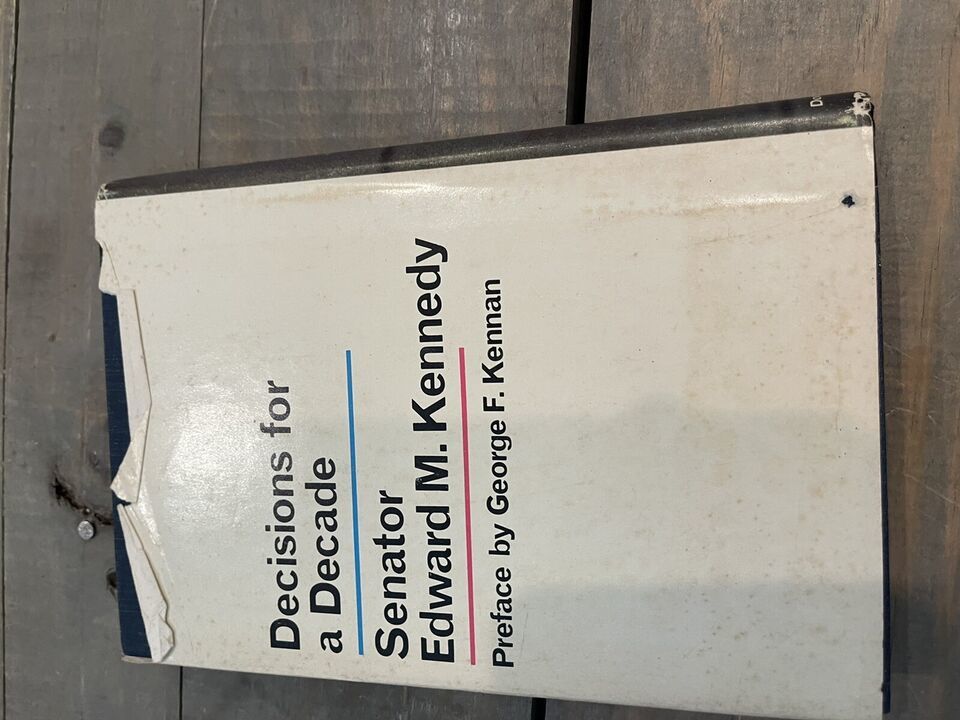 Decisions for
a Decade
Senator
Edward M. Kennedy
Preface by George F. Kennan